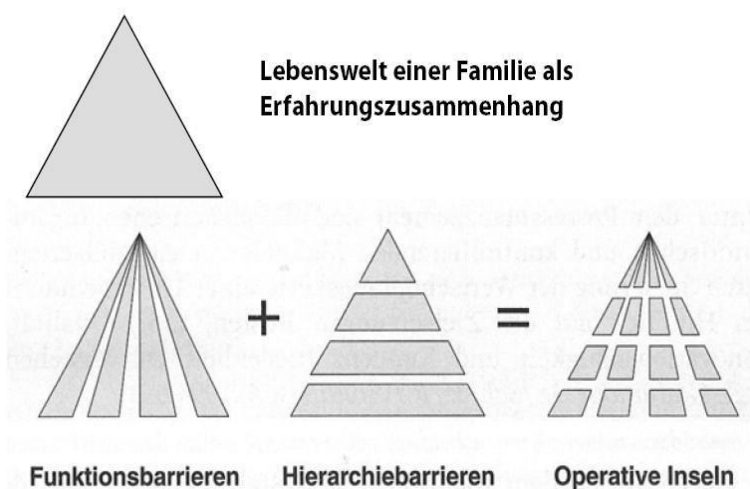 Lebenswelt einer Familie als
Erfahrungszusammenhang
+
=
Funktionsbarrieren Hierarchiebarrieren Operative Inseln